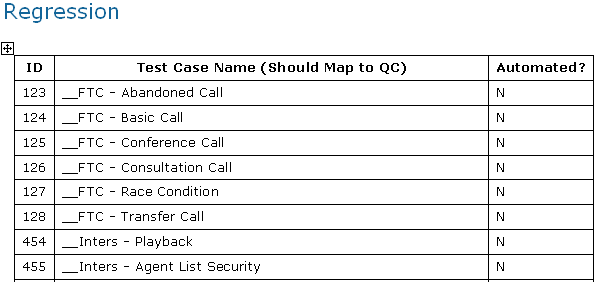 Regression
ID Test Case Name (Should Map to QC) Automated?
123 __FTC - Abandoned Call N
124 __FTC - Basic Call N
125 __FTC - Conference Call N
126 __FTC - Consultation Call N
127 __FTC - Race Condition N
128 __FTC - Transfer Call N
454 __Inters - Playback N
455 __Inters - Agent List Security N